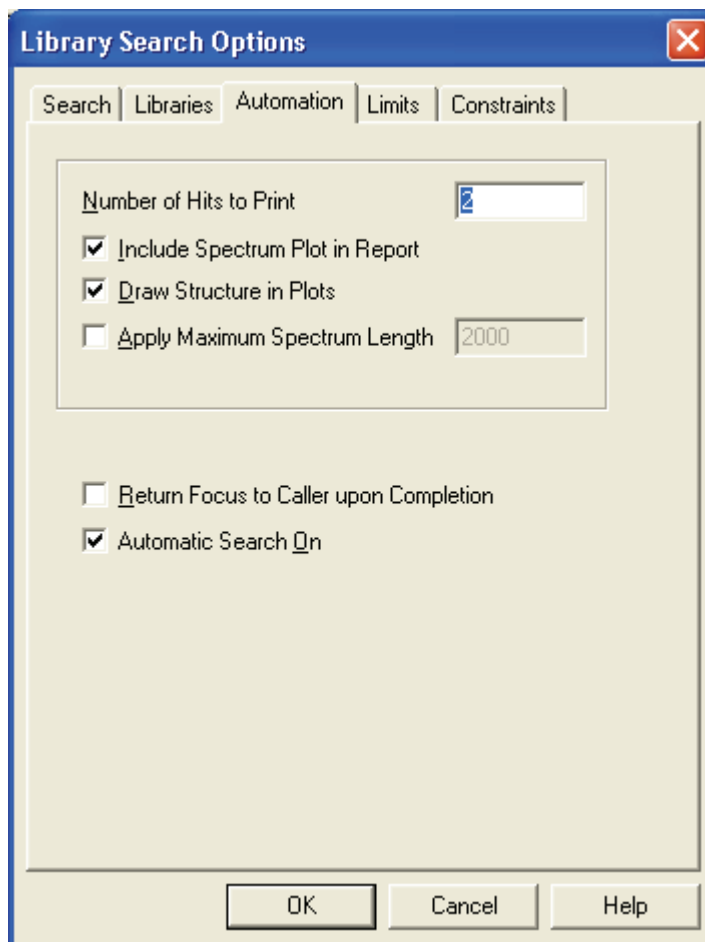 Library Search Options
Search Libraries Automation Limits Constraints
Number of Hits to Print 2
Include Spectrum Plot in Report
Draw Structure in Plots
Apply Maximum Spectrum Length 2000
Return Focus to Caller upon Completion
Automatic Search On
OK Cancel Help